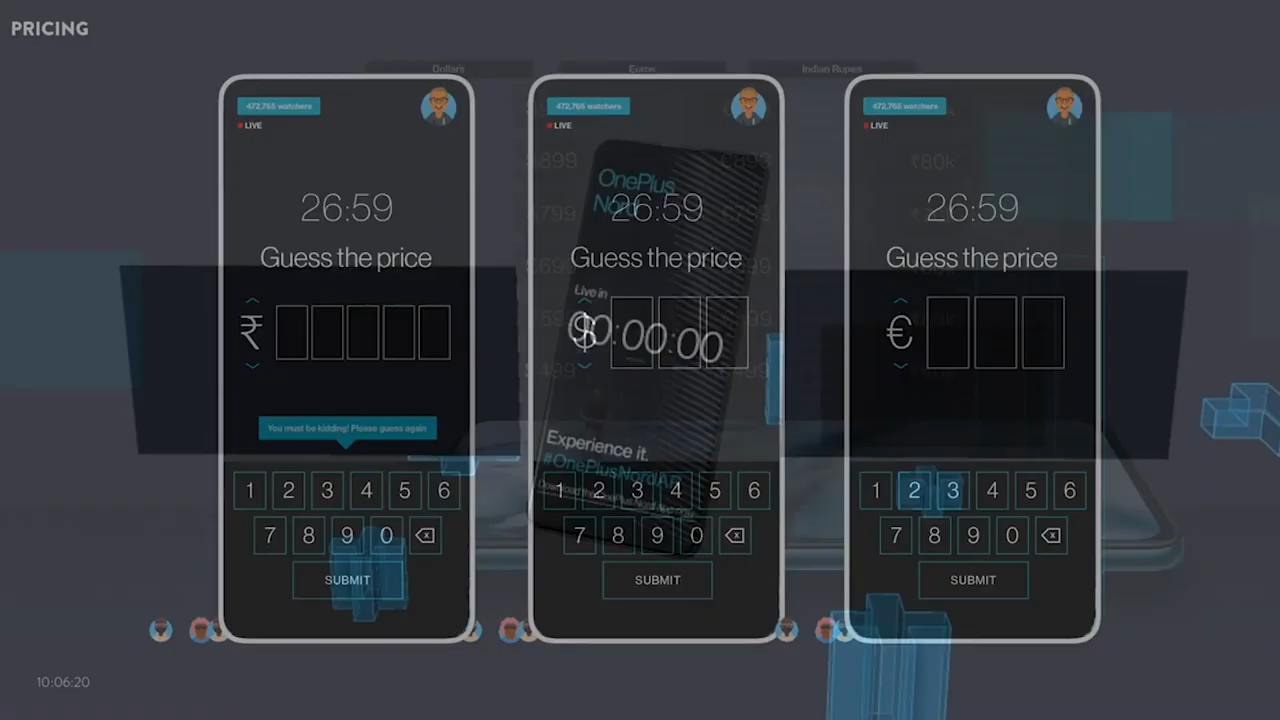 PRICING
Dollars
Euros
Indian Rupees
472,765 watchers
LIVE
26:59
Guess the price
₹
You must be kidding! Please guess again
1 2 3 4 5 6
7 8 9 0
SUBMIT
472,765 watchers
LIVE
OnePlus
Nord
26:59
Guess the price
Live in
$
00:00:00
Experience it.
#OnePlusNordAR
1 2 3 4 5 6
7 8 9 0
SUBMIT
472,765 watchers
LIVE
₹80k
26:59
Guess the price
€
1 2 3 4 5 6
7 8 9 0
SUBMIT
10:06:20